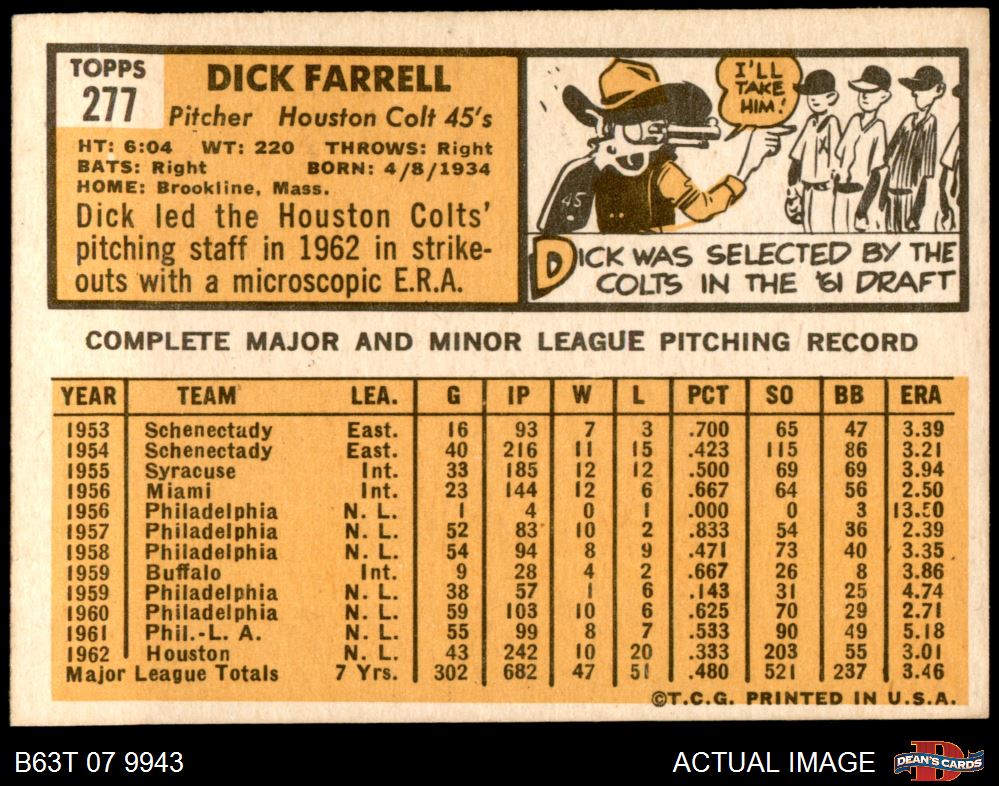 TOPPS
277
DICK FARRELL
Pitcher Houston Colt 45's
HT: 6:04 WT: 220 THROWS: Right
BATS: Right BORN: 4/8/1934
HOME: Brookline, Mass.
Dick led the Houston Colts'
pitching staff in 1962 in strike-
outs with a microscopic E.R.A.
I'LL
TAKE
HIM!
45
DICK WAS SELECTED BY THE
COLTS IN THE '61 DRAFT
COMPLETE MAJOR AND MINOR LEAGUE PITCHING RECORD
YEAR TEAM LEA. G IP W L PCT SO BB ERA
1953 Schenectady East. 16 93 7 3 .700 65 47 3.39
1954 Schenectady East. 40 216 11 15 .423 115 86 3.21
1955 Syracuse Int. 33 185 12 12 .500 69 69 3.94
1956 Miami Int. 23 144 12 6 .667 64 56 2.50
1956 Philadelphia N. L. 1 4 0 1 .000 0 3 13.50
1957 Philadelphia N. L. 52 83 10 2 .833 54 36 2.39
1958 Philadelphia N. L. 54 94 8 9 .471 73 40 3.35
1959 Buffalo Int. 9 28 4 2 .667 26 8 3.86
1959 Philadelphia N. L. 38 57 1 6 .143 31 25 4.74
1960 Philadelphia N. L. 59 103 10 6 .625 70 29 2.71
1961 Phil.-L. A. N. L. 55 99 8 7 .533 90 49 5.18
1962 Houston N. L. 43 242 10 20 .333 203 55 3.01
Major League Totals 7 Yrs. 302 682 47 51 .480 521 237 3.46
©T.C.G. PRINTED IN U.S.A.
B63T 07 9943
ACTUAL IMAGE
DEAN'S CARDS